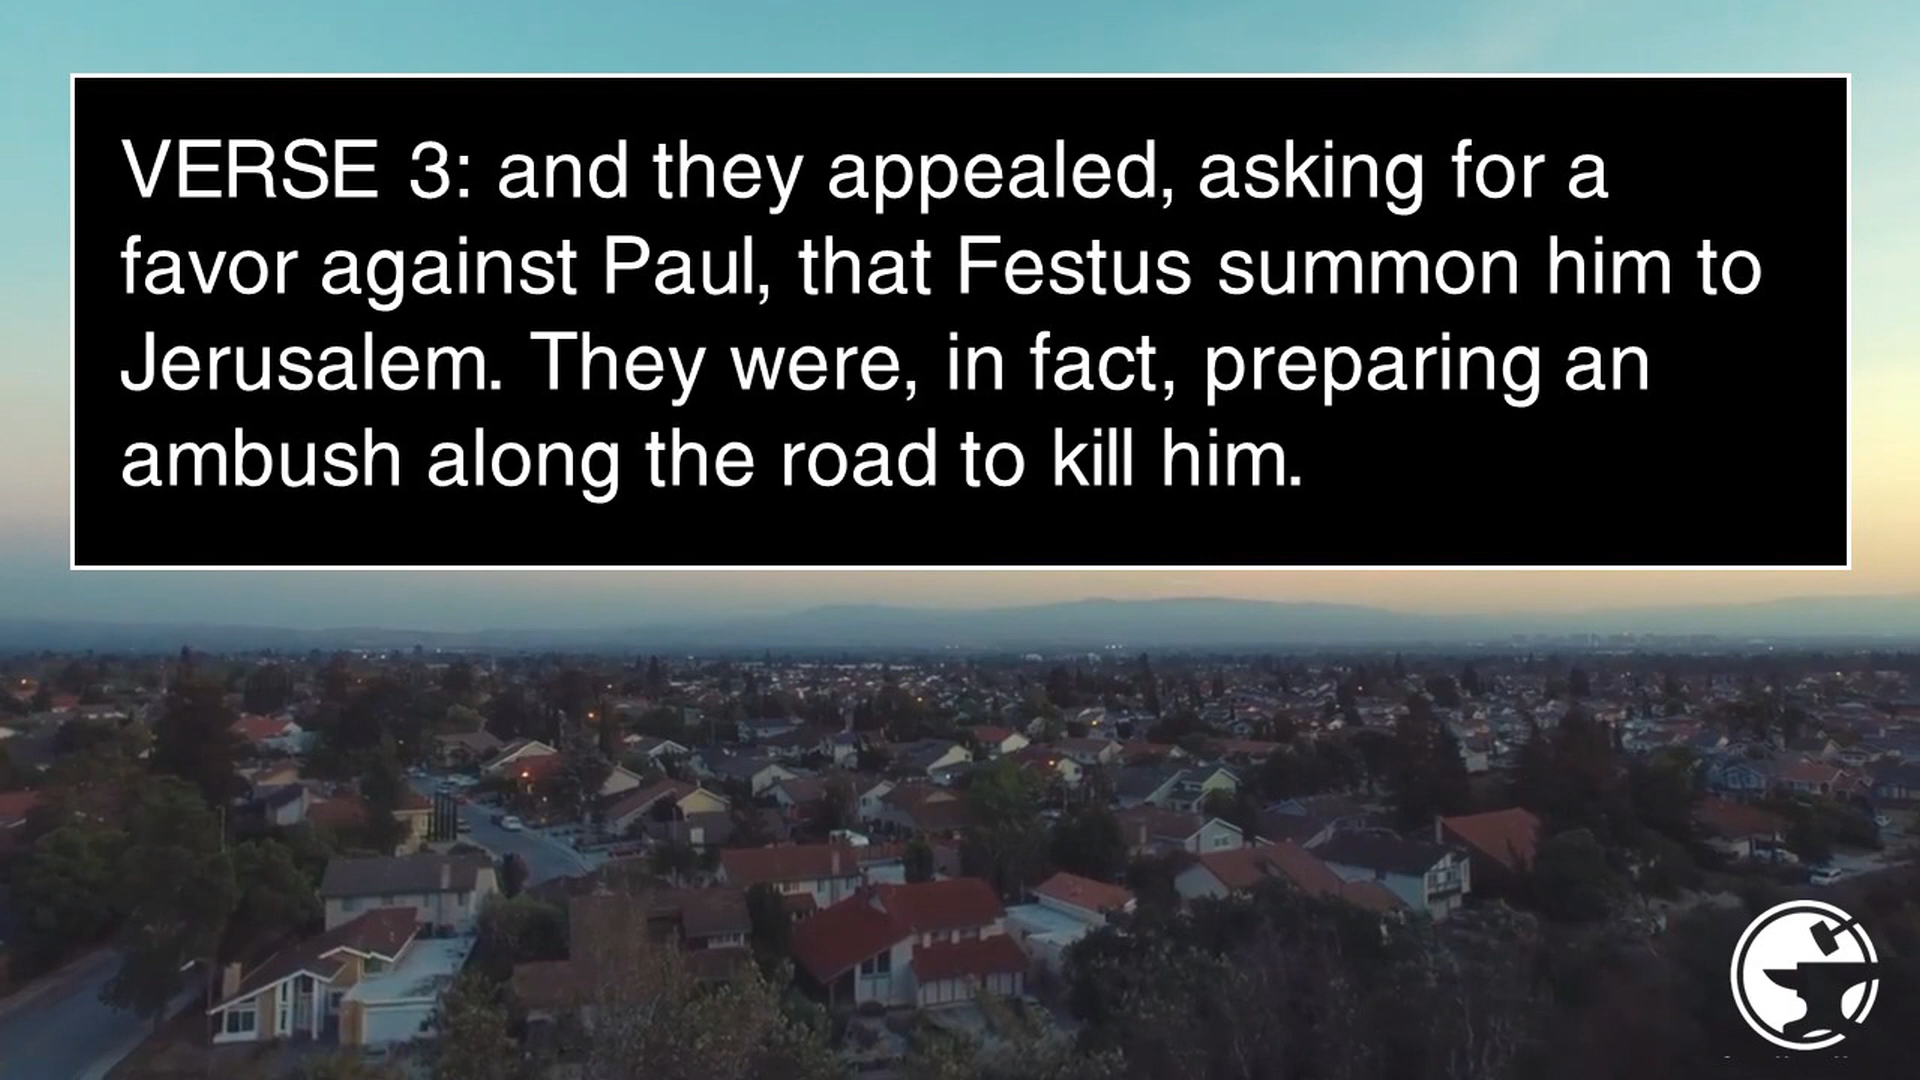 VERSE 3: and they appealed, asking for a
favor against Paul, that Festus summon him to
Jerusalem. They were, in fact, preparing an
ambush along the road to kill him.